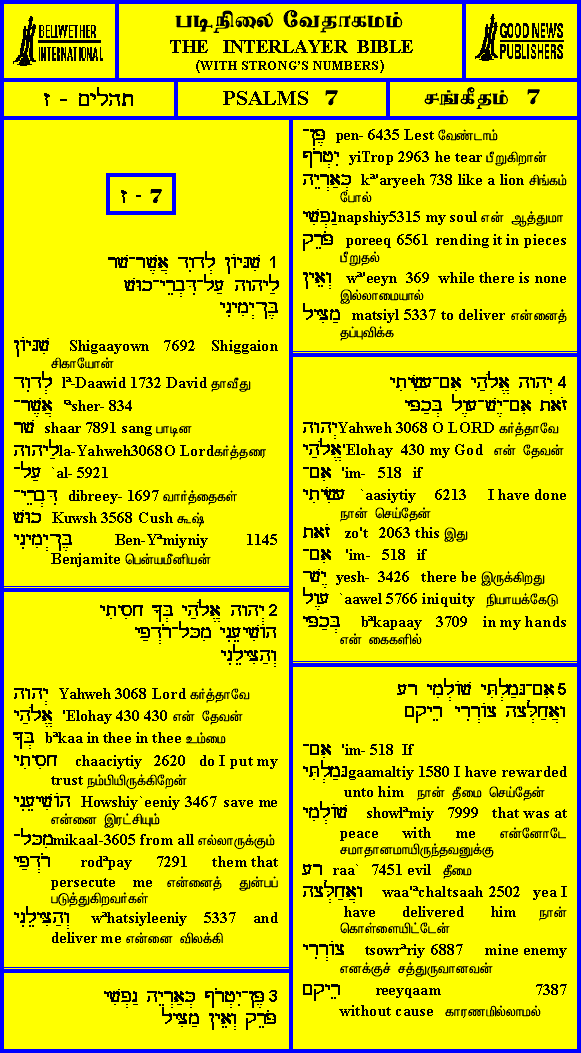 BELLWETHER
INTERNATIONAL
படிநிலை வேதாகமம்
THE INTERLAYER BIBLE
(WITH STRONG'S NUMBERS)
GOOD NEWS
PUBLISHERS
תהלים - ז
PSALMS 7
சங்கீதம் 7
7 - ז
1 שִׁגָּיוֹן לְדָוִד אֲשֶׁר־שָׁר
לַיהוָה עַל־דִּבְרֵי־כוּשׁ
בֶּן־יְמִינִי
שִׁגָּיוֹן Shigaayown 7692 Shiggaion
சிகாயோன்
לְדָוִד lª-Daawid 1732 David தாவீது
אֲשֶׁר־ ªsher- 834
שָׁר shaar 7891 sang பாடின
לַיהוָה la-Yahweh3068O Lordகர்த்தரை
עַל־ `al- 5921
דִּבְרֵי־ dibreey- 1697 வார்த்தைகள்
כוּשׁ Kuwsh 3568 Cush கூஷ்
בֶּן־יְמִינִי Ben-Yªmiyniy 1145
Benjamite பென்யமீனியன்
2 יְהוָה אֱלֹהַי בְּךָ חָסִיתִי
הוֹשִׁיעֵנִי מִכָּל־רֹדְפַי
וְהַצִּילֵנִי
יְהוָה Yahweh 3068 Lord கர்த்தாவே
אֱלֹהַי 'Elohay 430 430 என் தேவன்
בְּךָ bªkaa in thee in thee உம்மை
חָסִיתִי chaaciytiy 2620 do I put my
trust நம்பியிருக்கிறேன்
הוֹשִׁיעֵנִי Howshiy`eeniy 3467 save me
என்னை இரட்சியும்
מִכָּל־ mikaal-3605 from all எல்லாருக்கும்
רֹדְפַי rodªpay 7291 them that
persecute me என்னைத் துன்பப்
படுத்துகிறவர்கள்
וְהַצִּילֵנִי wªhatsiyleeniy 5337 and
deliver me என்னை விலக்கி
3 פֶּן־יִטְרֹף כְּאַרְיֵה נַפְשִׁי
פֹּרֵק וְאֵין מַצִּיל
פֶּן־ pen- 6435 Lest வேண்டாம்
יִטְרֹף yiTrop 2963 he tear பீறுகிறான்
כְּאַרְיֵה kª'aryeeh 738 like a lion சிங்கம்
போல்
נַפְשִׁי napshiy5315 my soul என் ஆத்துமா
פֹּרֵק poreeq 6561 rending it in pieces
பீறுதல்
וְאֵין wª'eeyn 369 while there is none
இல்லாமையால்
מַצִּיל matsiyl 5337 to deliver என்னைத்
தப்புவிக்க
4 יְהוָה אֱלֹהַי אִם־עָשִׂיתִי
זֹאת אִם־יֶשׁ־עָוֶל בְּכַפָּי
יְהוָה Yahweh 3068 O LORD கர்த்தாவே
אֱלֹהַי 'Elohay 430 my God என் தேவன்
אִם־ 'im- 518 if
עָשִׂיתִי `aasiytiy 6213 I have done
நான் செய்தேன்
זֹאת zo't 2063 this இது
אִם־ 'im- 518 if
יֶשׁ־ yesh- 3426 there be இருக்கிறது
עָוֶל `aawel 5766 iniquity நியாயக்கேடு
בְּכַפָּי bªkapaay 3709 in my hands
என் கைகளில்
5 אִם־גָּמַלְתִּי שׁוֹלְמִי רָע
וָאֲחַלְּצָה צוֹרְרִי רֵיקָם
אִם־ 'im- 518 If
גָּמַלְתִּי gaamaltiy 1580 I have rewarded
unto him நான் தீமை செய்தேன்
שׁוֹלְמִי showlªmiy 7999 that was at
peace with me என்னோடே
சமாதானமாயிருந்தவனுக்கு
רָע raa` 7451 evil தீமை
וָאֲחַלְּצָה waa'ªchaltsaah 2502 yea I
have delivered him நான்
கொள்ளையிட்டேன்
צוֹרְרִי tsowrªriy 6887 mine enemy
எனக்குச் சத்துருவானவன்
רֵיקָם reeyqaam 7387
without cause காரணமில்லாமல்